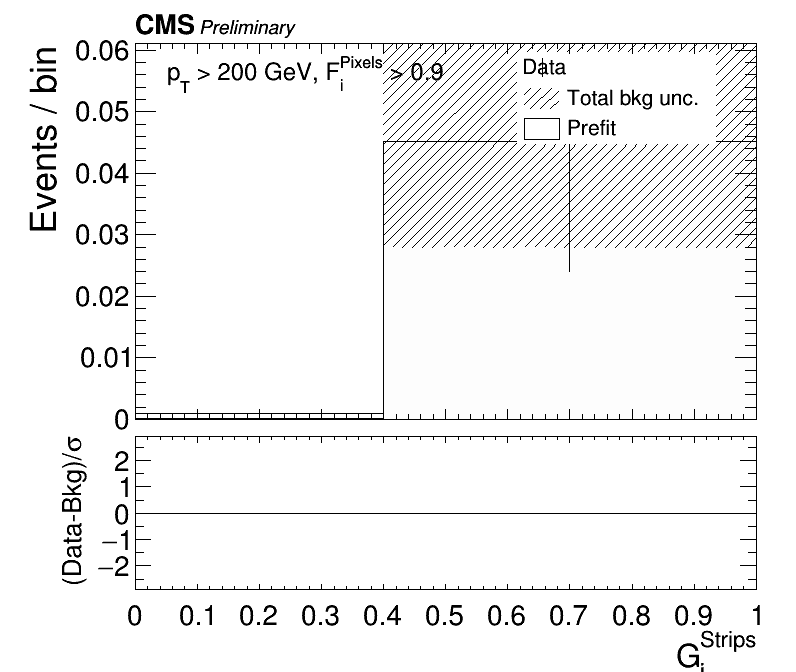 CMS Preliminary
p_T > 200 GeV, F_i^Pixels > 0.9
Data
Total bkg unc.
Prefit
Events / bin
0.06
0.05
0.04
0.03
0.02
0.01
0
(Data-Bkg)/σ
2
1
0
−1
−2
0 0.1 0.2 0.3 0.4 0.5 0.6 0.7 0.8 0.9 1
G_i^Strips